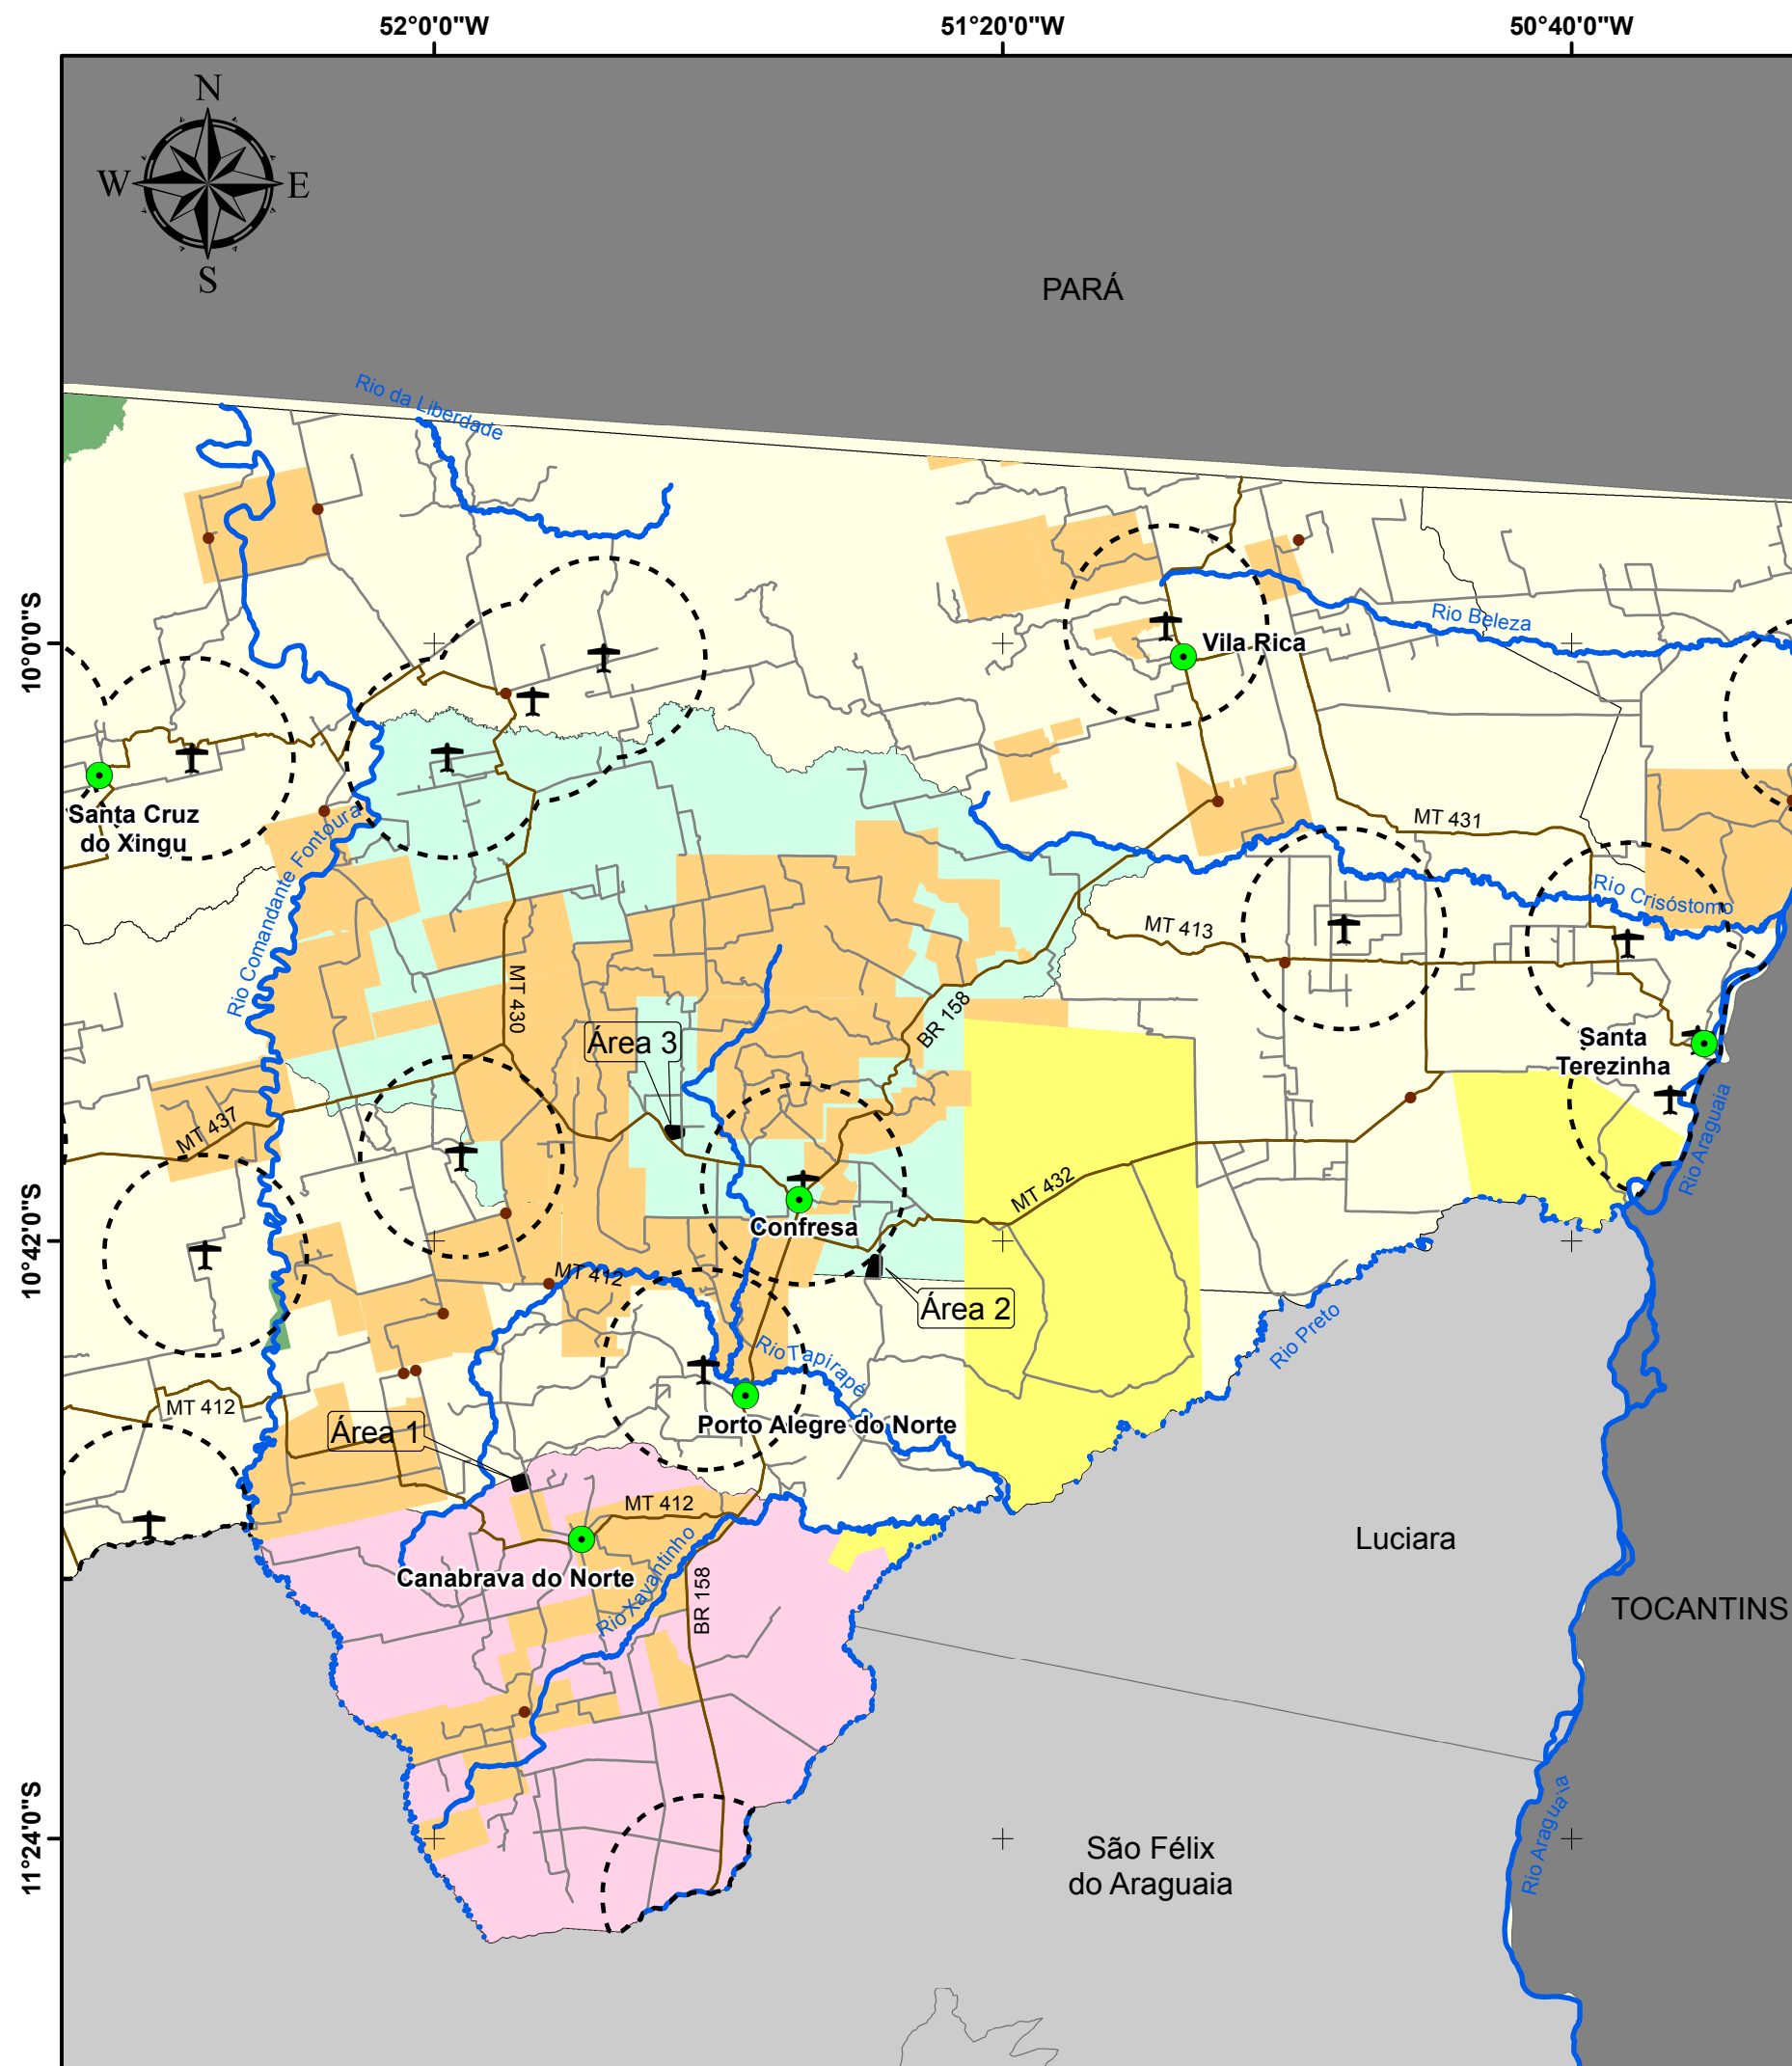 52°0'0"W
51°20'0"W
50°40'0"W
N
W
E
S
PARÁ
Rio da Liberdade
10°0'0"S
Rio Beleza
Vila Rica
Santa Cruz
do Xingu
MT 431
Rio Comandante Fontoura
Rio Crisóstomo
MT 413
MT 430
BR 158
Área 3
Santa
Terezinha
MT 437
Rio Araguaia
MT 432
10°42'0"S
Confresa
MT 412
Área 2
Rio Preto
Rio Tapirapé
MT 412
Área 1
Porto Alegre do Norte
MT 412
Luciara
Canabrava do Norte
Rio Xavantinho
BR 158
TOCANTINS
11°24'0"S
Rio Araguaia
São Félix
do Araguaia